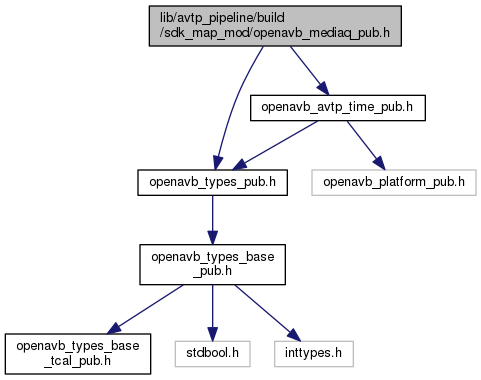 lib/avtp_pipeline/build
/sdk_map_mod/openavb_mediaq_pub.h
openavb_avtp_time_pub.h
openavb_types_pub.h
openavb_platform_pub.h
openavb_types_base
_pub.h
openavb_types_base
_tcal_pub.h
stdbool.h
inttypes.h